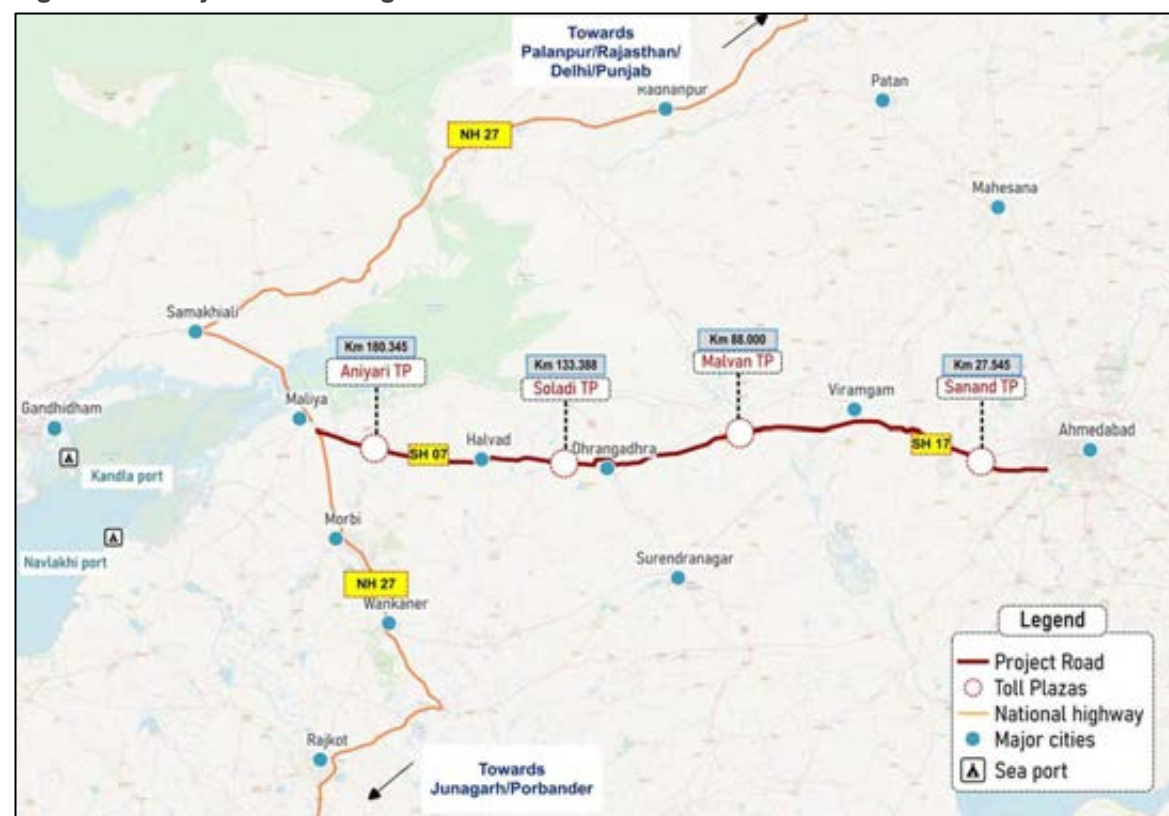 Towards
Palanpur/Rajasthan/
Delhi/Punjab
Radhanpur
Patan
NH 27
Mahesana
Samakhiali
Km 180.345
Aniyari TP
Km 133.388
Soladi TP
Km 88.000
Malvan TP
Km 27.545
Sanand TP
Viramgam
Maliya
Gandhidham
Halvad
SH 07
Dhrangadhra
SH 17
Ahmedabad
Kandla port
Morbi
Navlakhi port
Surendranagar
NH 27
Wankaner
Rajkot
Towards
Junagarh/Porbander
Legend
Project Road
Toll Plazas
National highway
Major cities
Sea port